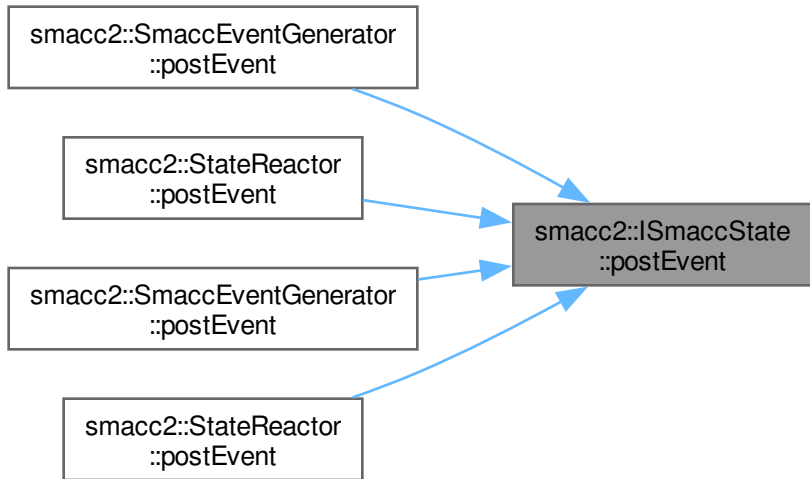 smacc2::SmaccEventGenerator
::postEvent
smacc2::StateReactor
::postEvent
smacc2::ISmaccState
::postEvent
smacc2::SmaccEventGenerator
::postEvent
smacc2::StateReactor
::postEvent